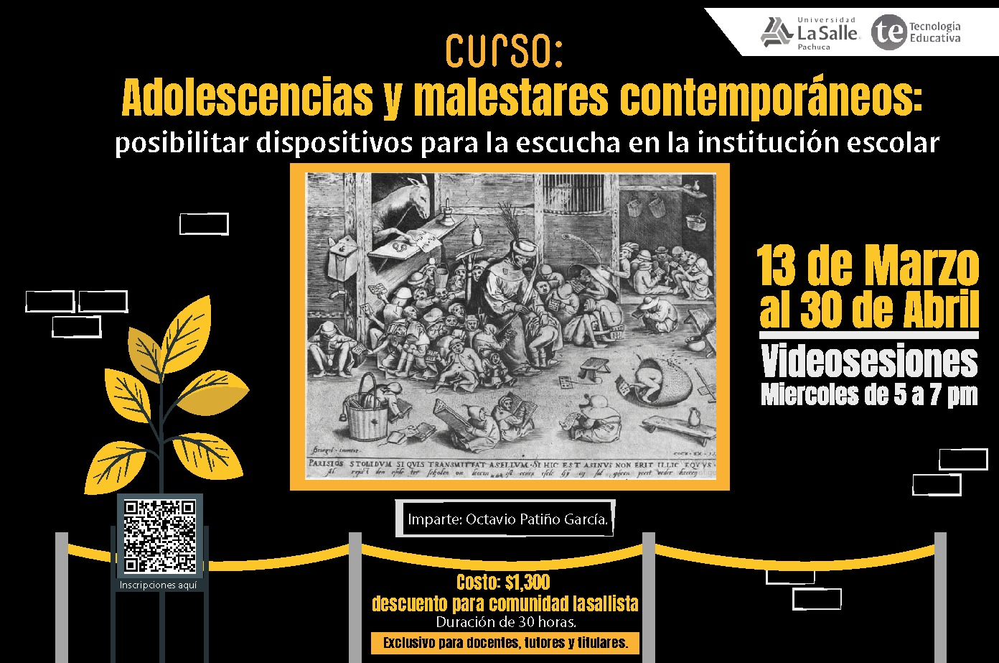 Universidad
La Salle
Pachuca
te Tecnología
Educativa
curso:
Adolescencias y malestares contemporáneos:
posibilitar dispositivos para la escucha en la institución escolar
13 de Marzo
al 30 de Abril
Videosesiones
Miercoles de 5 a 7 pm
PARISIOS STOLIDVM SI QVIS TRANSMITTAT ASELLVM · SI HIC EST ASINVS NON ERIT ILLIC EQVVS ·
Imparte: Octavio Patiño García.
Inscripciones aquí
Costo: $1,300
descuento para comunidad lasallista
Duración de 30 horas.
Exclusivo para docentes, tutores y titulares.